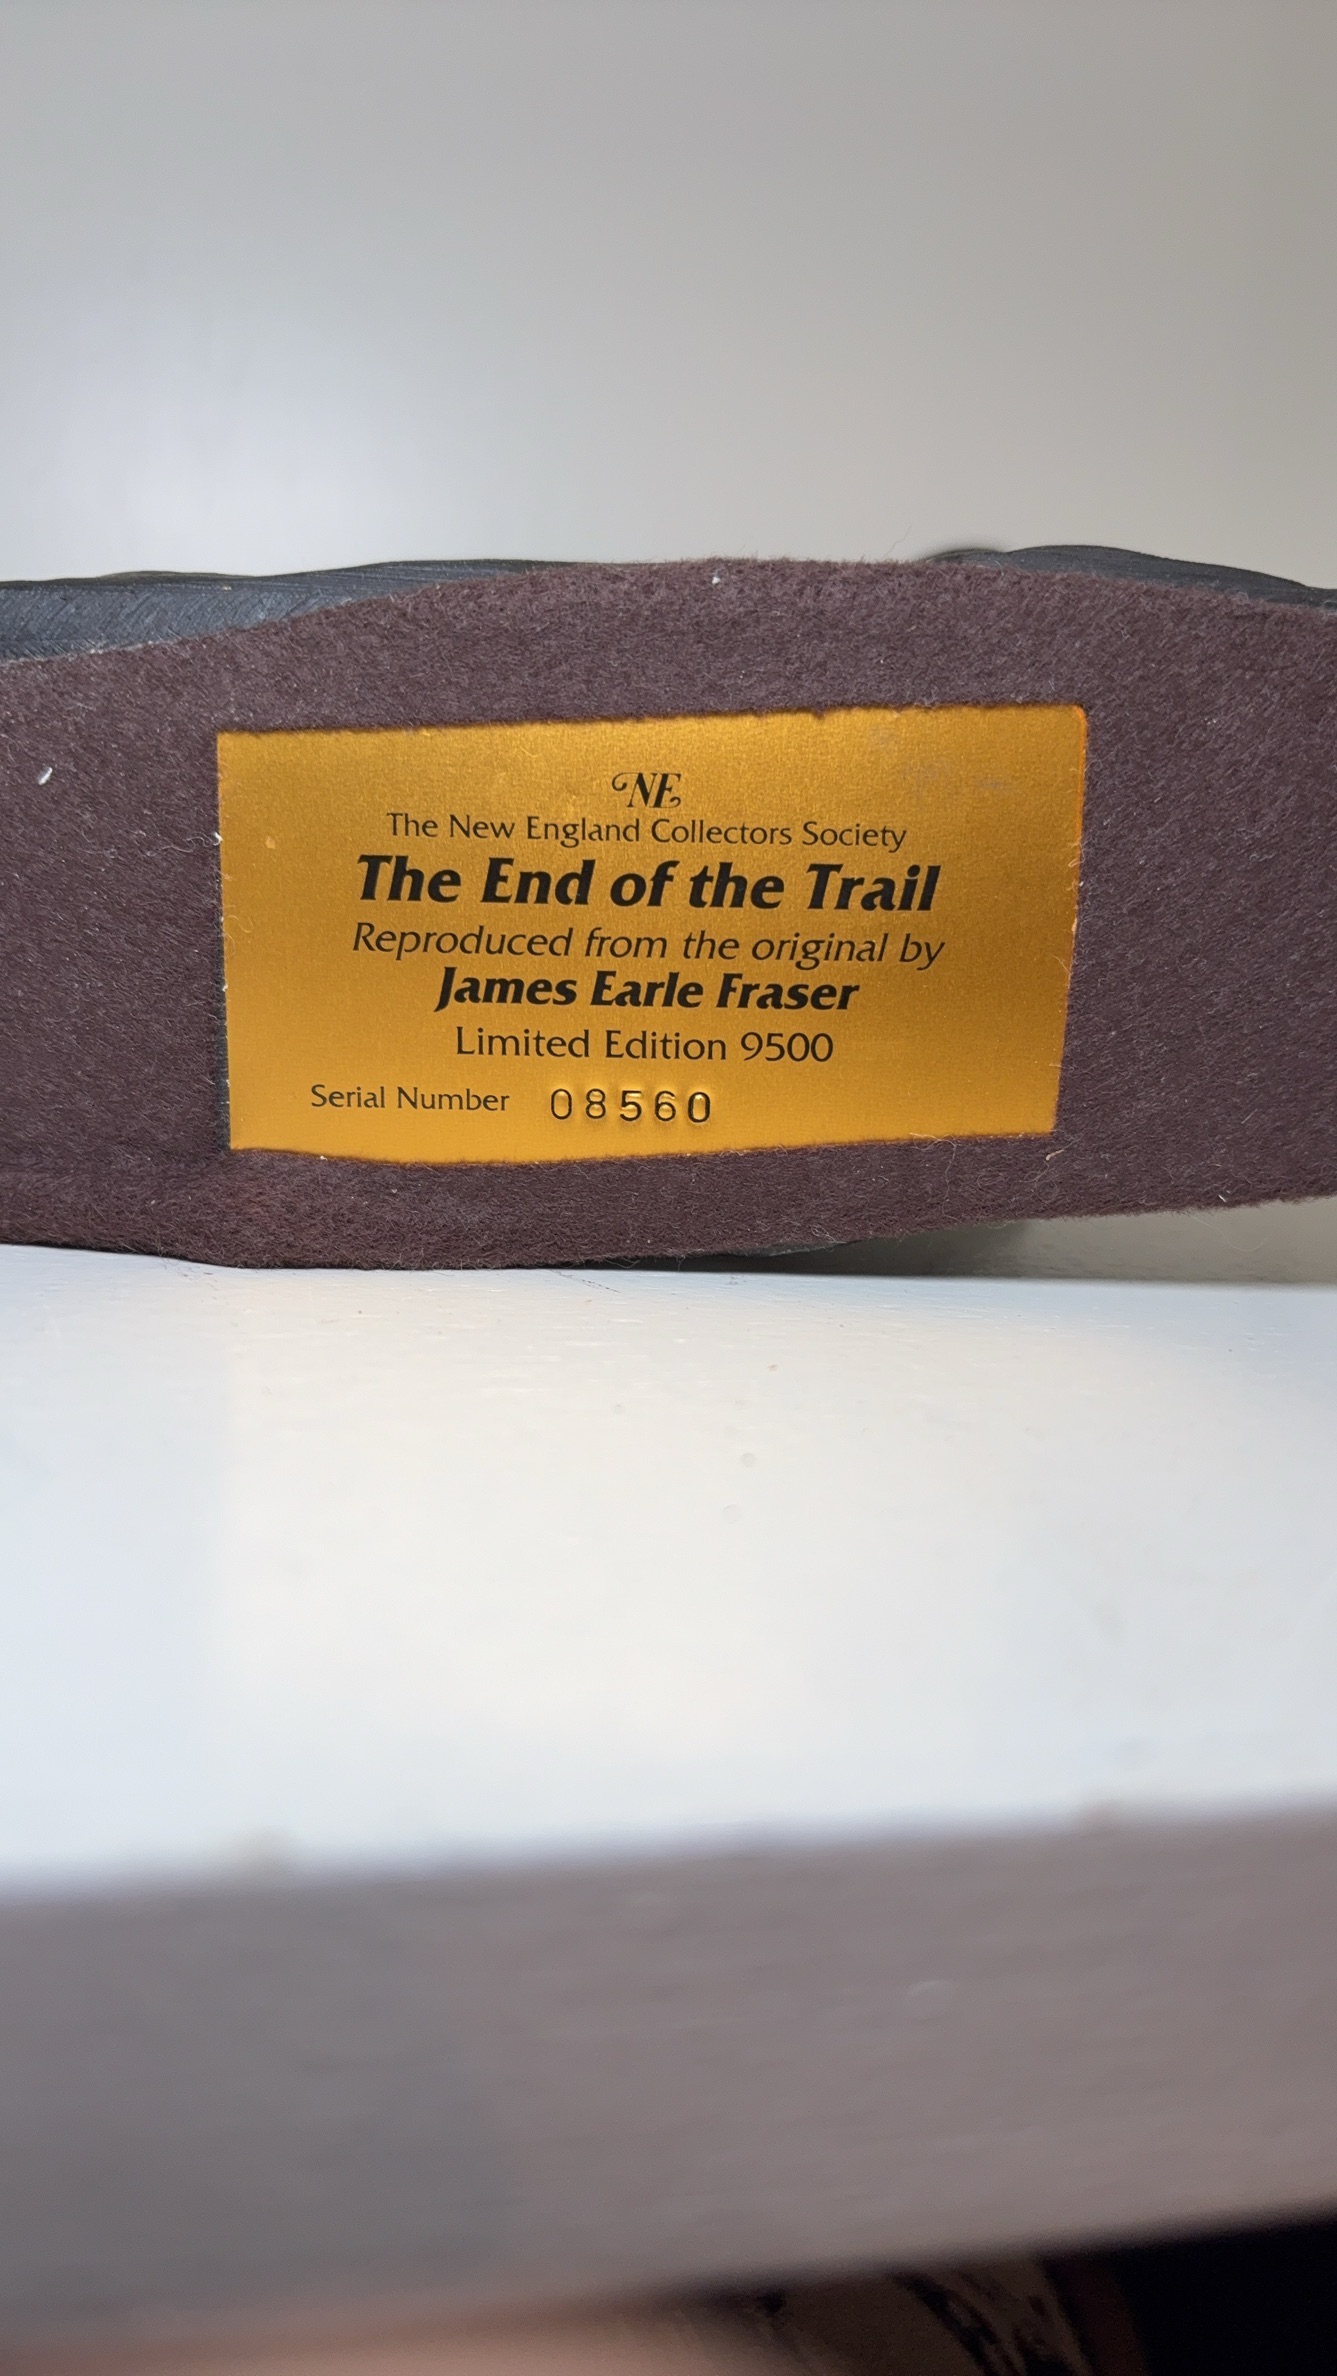 NE
The New England Collectors Society
The End of the Trail
Reproduced from the original by
James Earle Fraser
Limited Edition 9500
Serial Number 08560